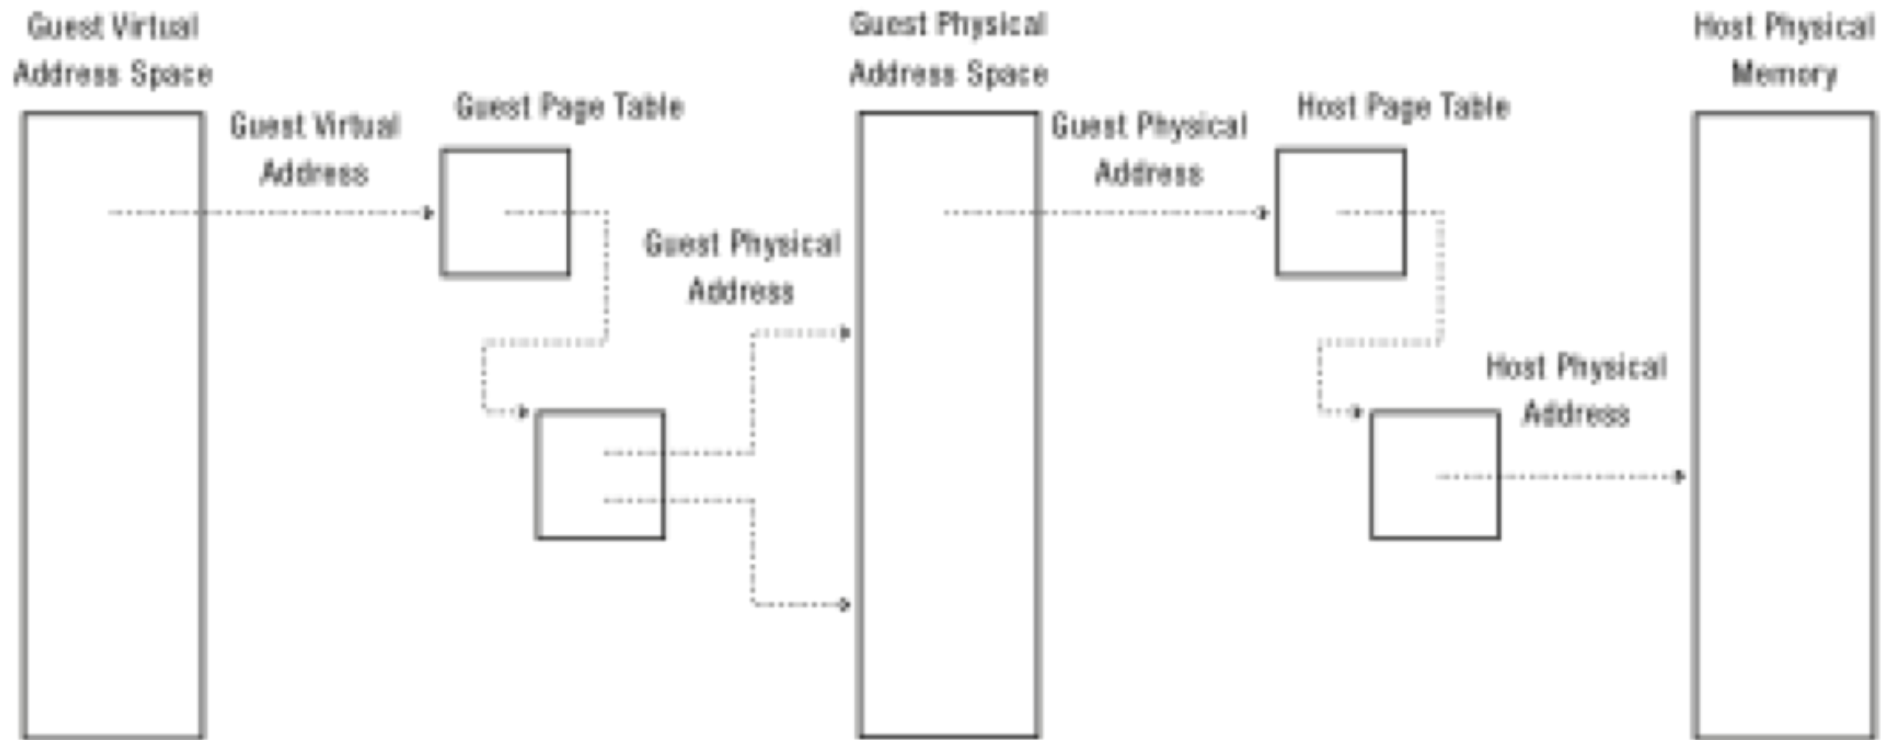 Guest Virtual
Address Space
Guest Virtual
Address
Guest Page Table
Guest Physical
Address
Guest Physical
Address Space
Guest Physical
Address
Host Page Table
Host Physical
Address
Host Physical
Memory